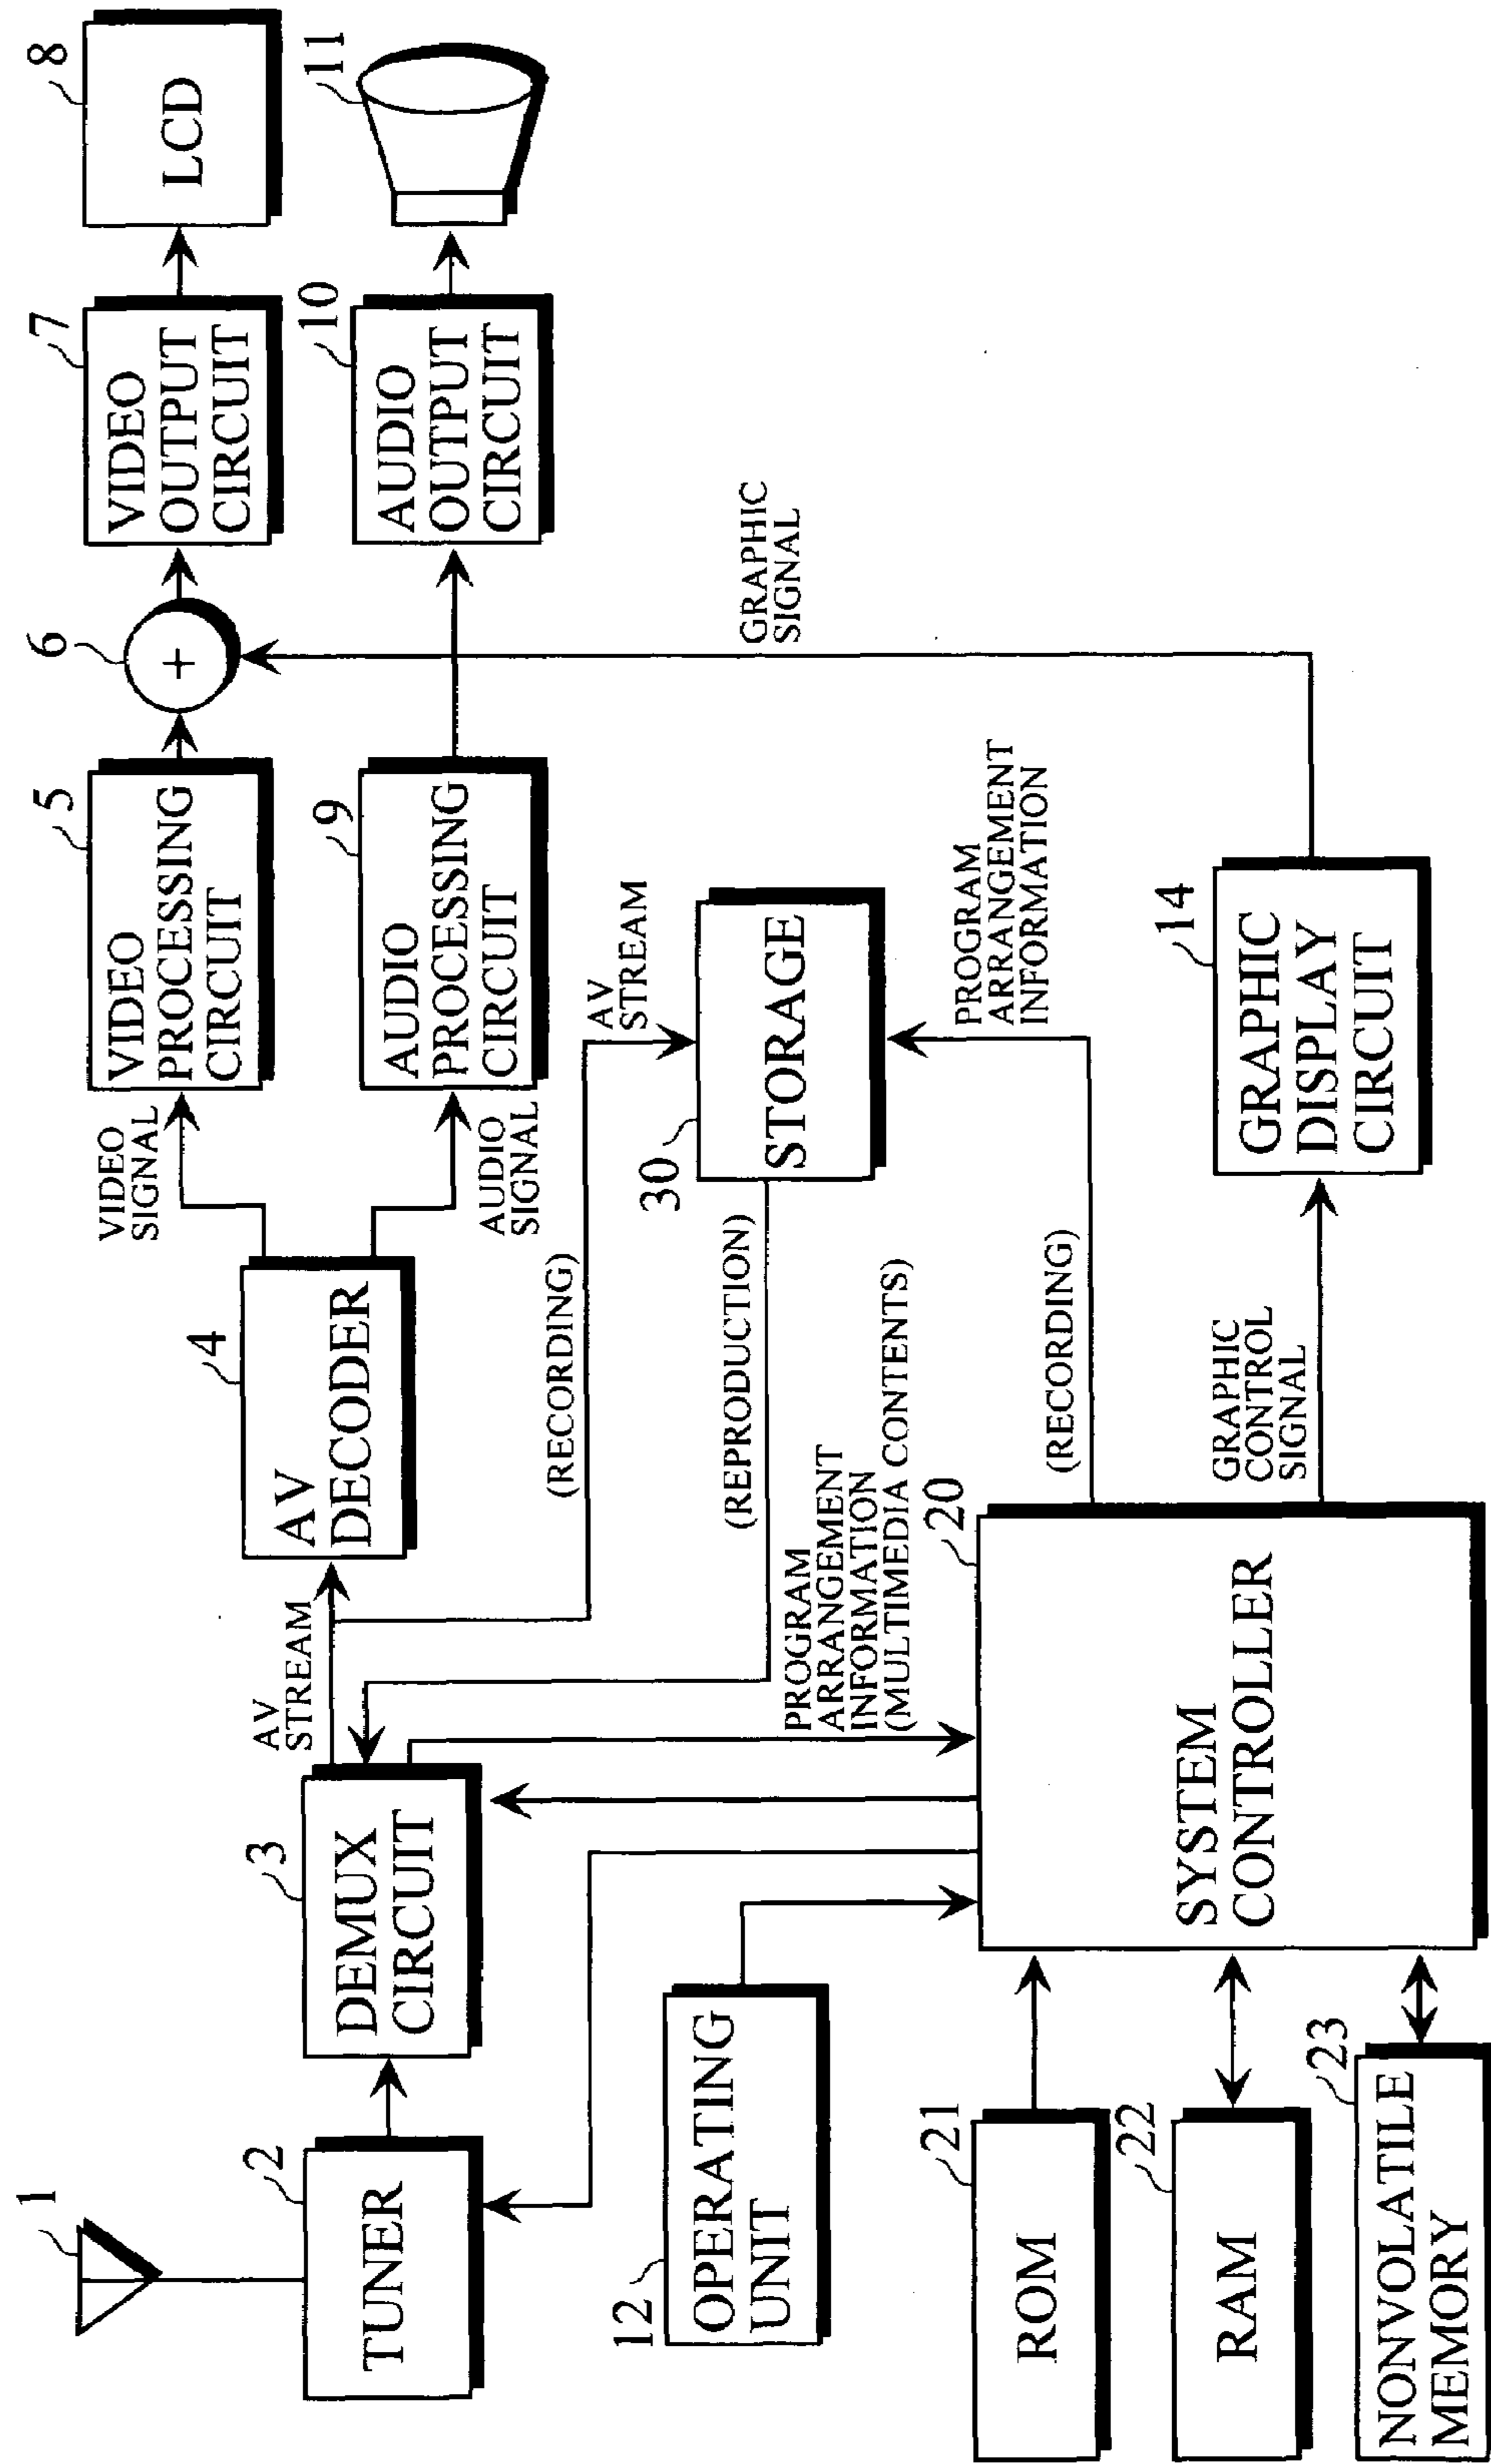 1
2
TUNER
3
DEMUX
CIRCUIT
AV
STREAM
4
AV
DECODER
VIDEO
SIGNAL
AUDIO
SIGNAL
5
VIDEO
PROCESSING
CIRCUIT
6
+
7
VIDEO
OUTPUT
CIRCUIT
8
LCD
9
AUDIO
PROCESSING
CIRCUIT
10
AUDIO
OUTPUT
CIRCUIT
11
(RECORDING)
AV
STREAM
30
STORAGE
(REPRODUCTION)
PROGRAM
ARRANGEMENT
INFORMATION
(MULTIMEDIA CONTENTS)
(RECORDING)
PROGRAM
ARRANGEMENT
INFORMATION
GRAPHIC
SIGNAL
12
OPERATING
UNIT
20
SYSTEM
CONTROLLER
GRAPHIC
CONTROL
SIGNAL
14
GRAPHIC
DISPLAY
CIRCUIT
21
ROM
22
RAM
23
NONVOLATILE
MEMORY